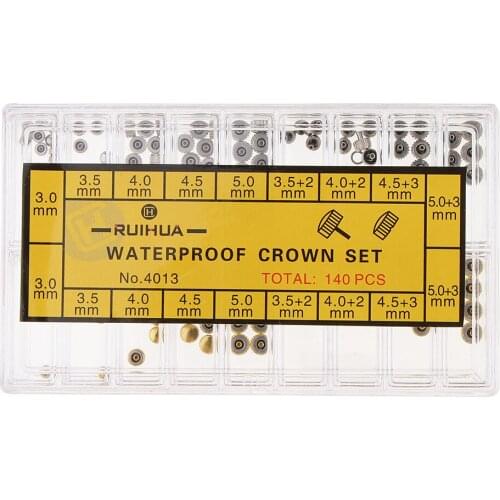 3.0 mm 3.5 mm 4.0 mm 4.5 mm 5.0 mm 3.5+2 mm 4.0+2 mm 4.5+3 mm 5.0+3 mm
H
RUIHUA
WATERPROOF CROWN SET
No.4013 TOTAL: 140 PCS
3.0 mm 3.5 mm 4.0 mm 4.5 mm 5.0 mm 3.5+2 mm 4.0+2 mm 4.5+3 mm 5.0+3 mm